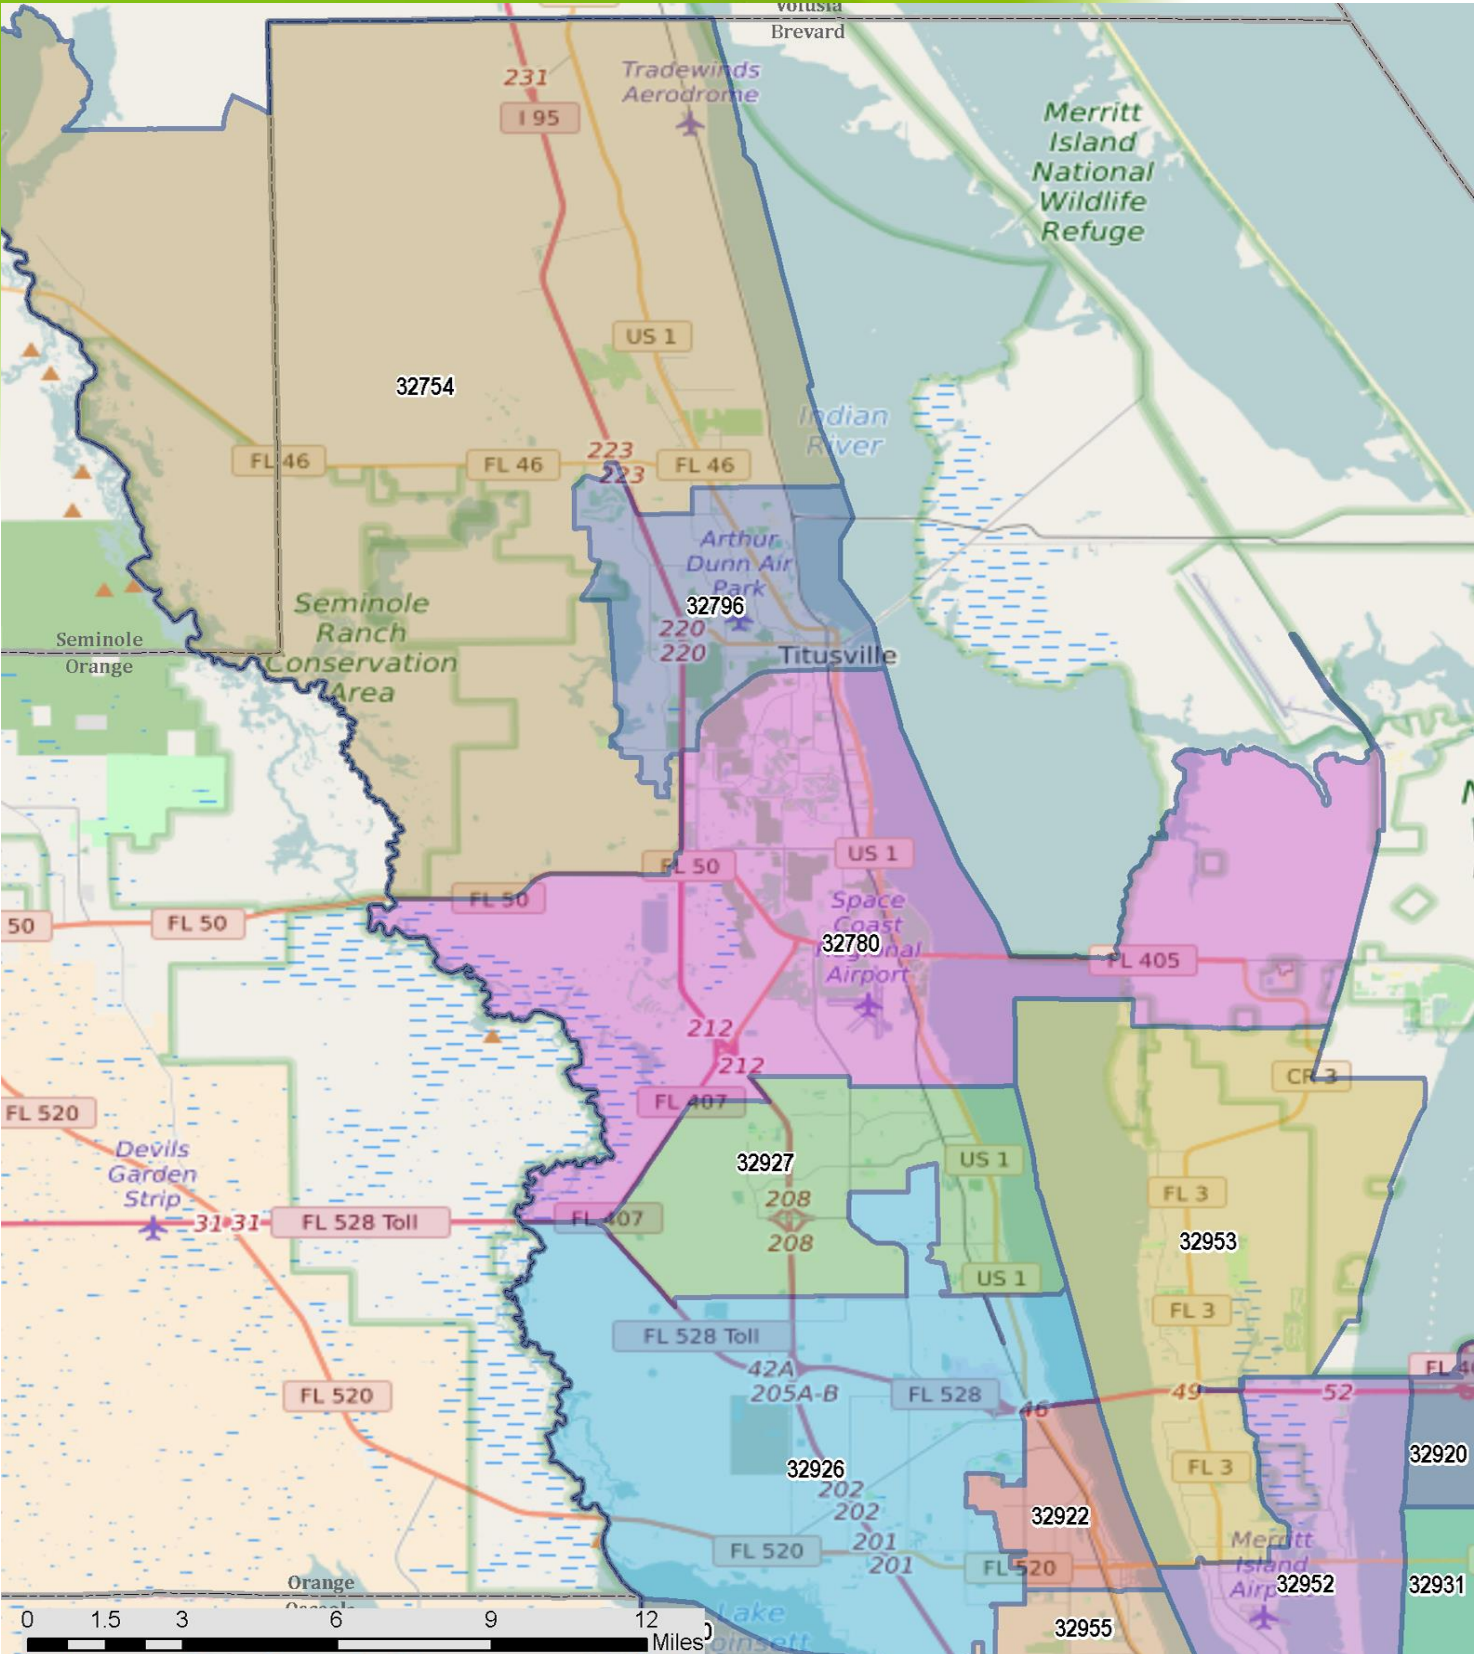 Volusia
Brevard
Tradewinds
Aerodrome
231
I 95
Merritt
Island
National
Wildlife
Refuge
US 1
32754
Indian
River
FL 46
FL 46
FL 46
223
223
Arthur
Dunn Air
Park
32796
220
220
Titusville
Seminole
Ranch
Conservation
Area
Seminole
Orange
FL 50
US 1
50
FL 50
FL 50
Space
Coast
Regional
Airport
32780
FL 405
212
212
CR 3
FL 407
FL 520
Devils
Garden
Strip
32927
US 1
208
208
FL 3
31 31
FL 528 Toll
FL 407
32953
US 1
FL 3
FL 528 Toll
42A
205A-B
FL 528
46
49
52
FL 520
32926
202
202
201
201
FL 3
32920
32922
FL 520
FL 520
Merritt
Island
Airport
32952
32931
Orange
32955
Lake
0 1.5 3 6 9 12
Miles